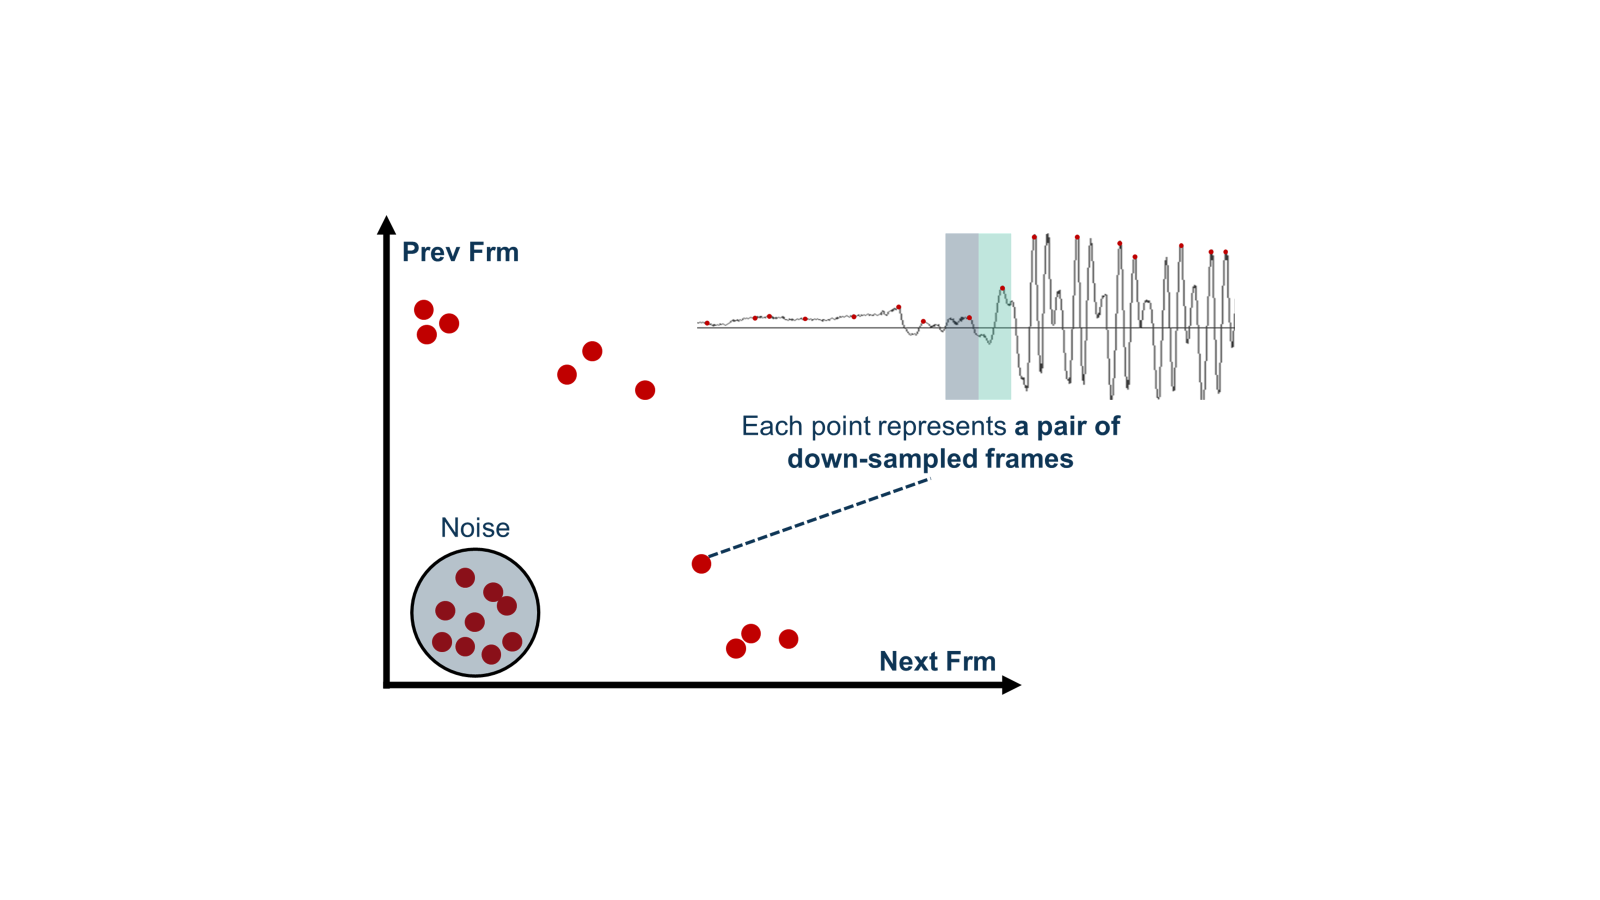 Prev Frm
Each point represents a pair of
down-sampled frames
Noise
Next Frm